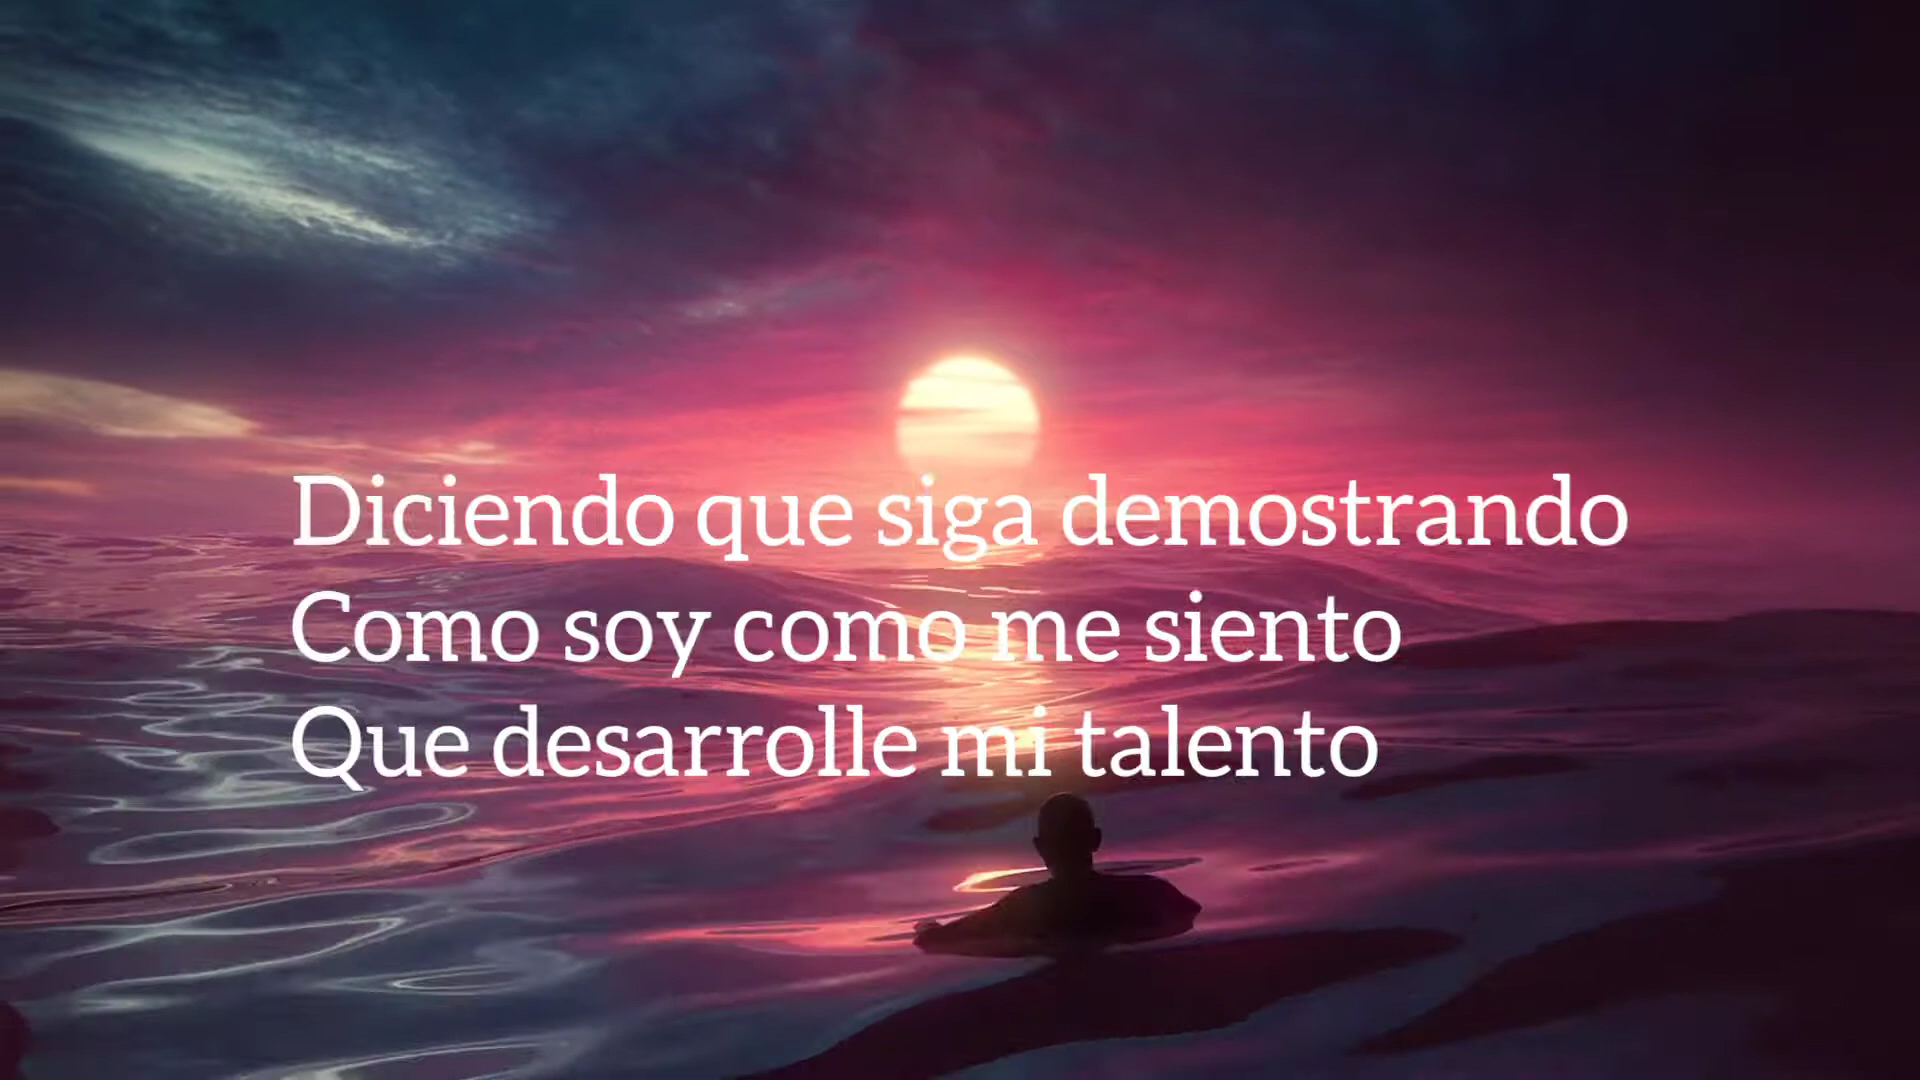 Diciendo que siga demostrando
Como soy como me siento
Que desarrolle mi talento